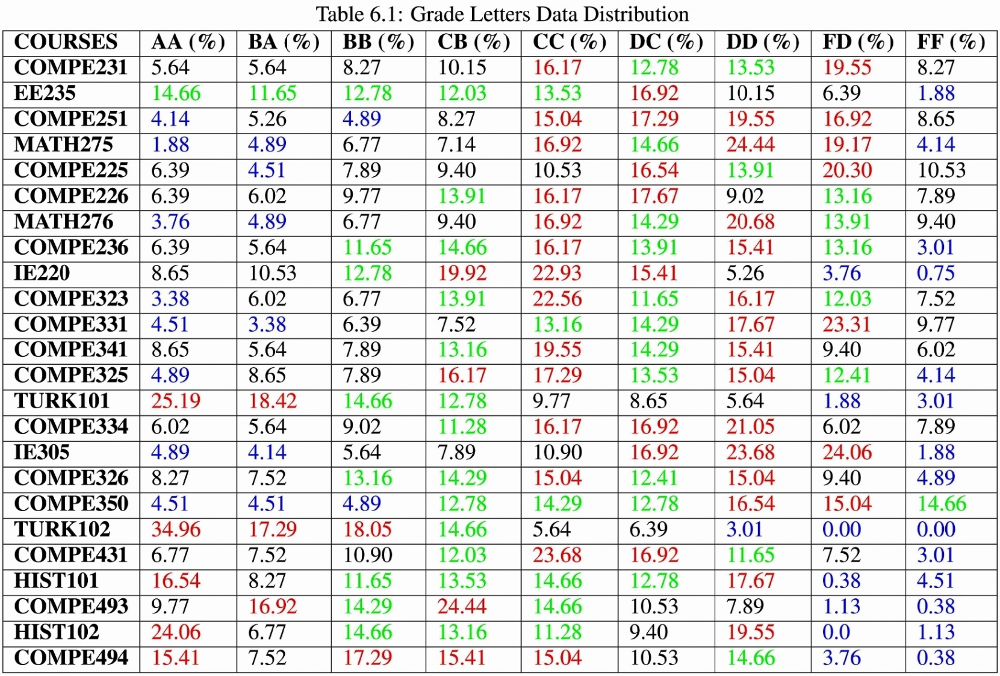 Table 6.1: Grade Letters Data Distribution
COURSES AA (%) BA (%) BB (%) CB (%) CC (%) DC (%) DD (%) FD (%) FF (%)
COMPE231 5.64 5.64 8.27 10.15 16.17 12.78 13.53 19.55 8.27
EE235 14.66 11.65 12.78 12.03 13.53 16.92 10.15 6.39 1.88
COMPE251 4.14 5.26 4.89 8.27 15.04 17.29 19.55 16.92 8.65
MATH275 1.88 4.89 6.77 7.14 16.92 14.66 24.44 19.17 4.14
COMPE225 6.39 4.51 7.89 9.40 10.53 16.54 13.91 20.30 10.53
COMPE226 6.39 6.02 9.77 13.91 16.17 17.67 9.02 13.16 7.89
MATH276 3.76 4.89 6.77 9.40 16.92 14.29 20.68 13.91 9.40
COMPE236 6.39 5.64 11.65 14.66 16.17 13.91 15.41 13.16 3.01
IE220 8.65 10.53 12.78 19.92 22.93 15.41 5.26 3.76 0.75
COMPE323 3.38 6.02 6.77 13.91 22.56 11.65 16.17 12.03 7.52
COMPE331 4.51 3.38 6.39 7.52 13.16 14.29 17.67 23.31 9.77
COMPE341 8.65 5.64 7.89 13.16 19.55 14.29 15.41 9.40 6.02
COMPE325 4.89 8.65 7.89 16.17 17.29 13.53 15.04 12.41 4.14
TURK101 25.19 18.42 14.66 12.78 9.77 8.65 5.64 1.88 3.01
COMPE334 6.02 5.64 9.02 11.28 16.17 16.92 21.05 6.02 7.89
IE305 4.89 4.14 5.64 7.89 10.90 16.92 23.68 24.06 1.88
COMPE326 8.27 7.52 13.16 14.29 15.04 12.41 15.04 9.40 4.89
COMPE350 4.51 4.51 4.89 12.78 14.29 12.78 16.54 15.04 14.66
TURK102 34.96 17.29 18.05 14.66 5.64 6.39 3.01 0.00 0.00
COMPE431 6.77 7.52 10.90 12.03 23.68 16.92 11.65 7.52 3.01
HIST101 16.54 8.27 11.65 13.53 14.66 12.78 17.67 0.38 4.51
COMPE493 9.77 16.92 14.29 24.44 14.66 10.53 7.89 1.13 0.38
HIST102 24.06 6.77 14.66 13.16 11.28 9.40 19.55 0.0 1.13
COMPE494 15.41 7.52 17.29 15.41 15.04 10.53 14.66 3.76 0.38